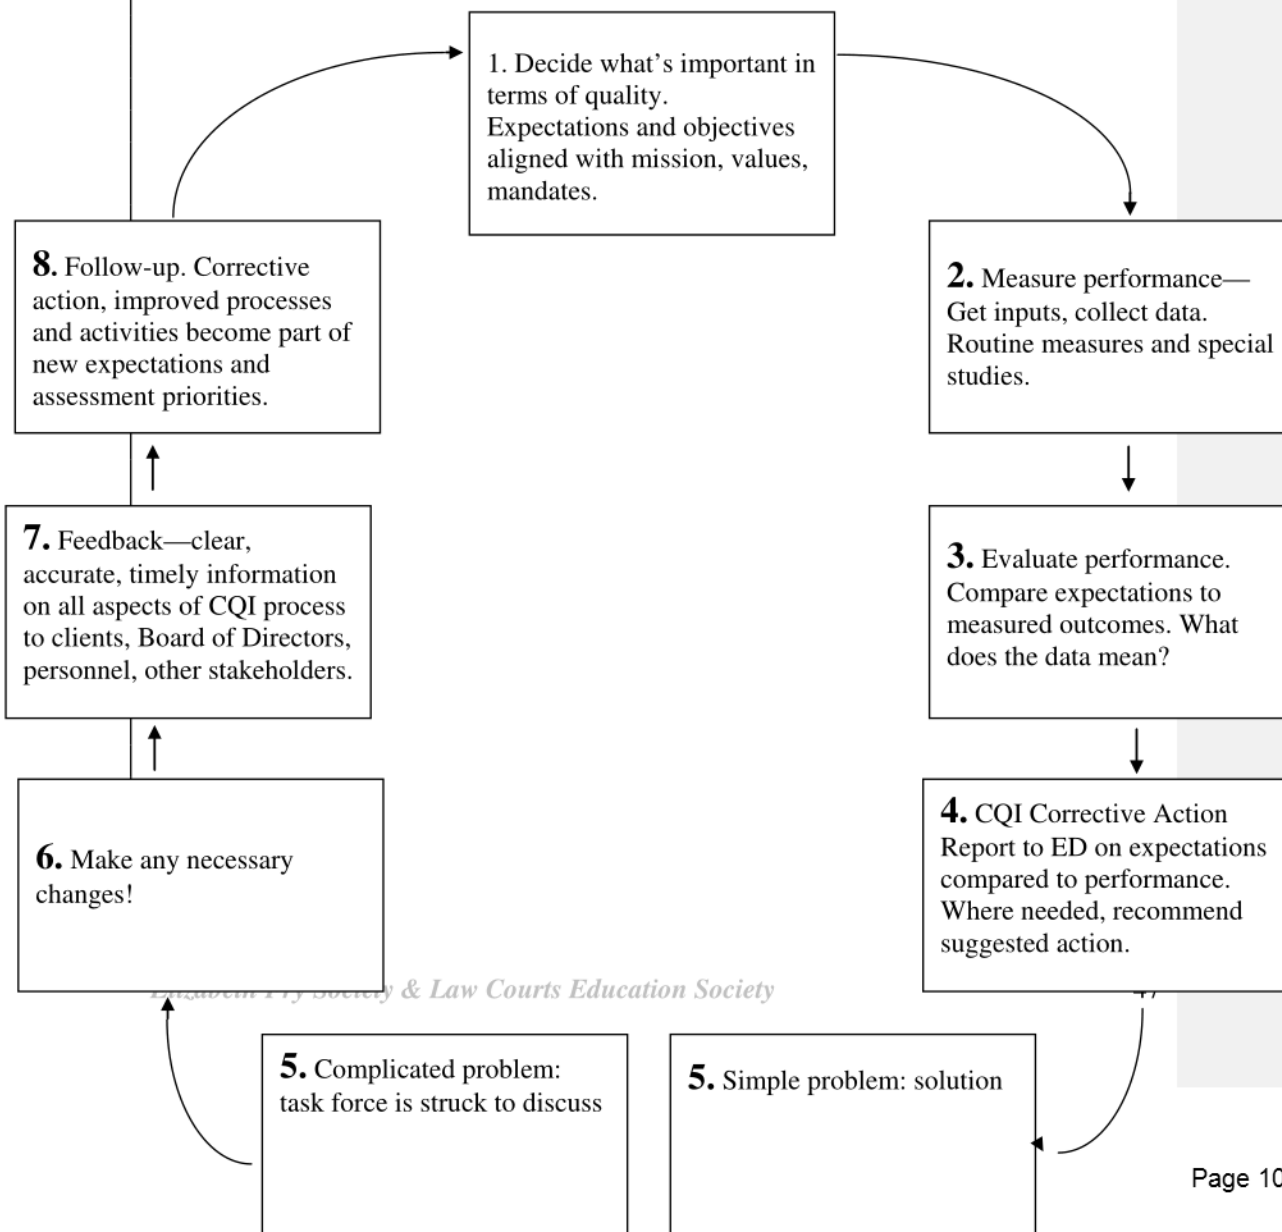 1. Decide what's important in
terms of quality.
Expectations and objectives
aligned with mission, values,
mandates.
2. Measure performance—
Get inputs, collect data.
Routine measures and special
studies.
3. Evaluate performance.
Compare expectations to
measured outcomes. What
does the data mean?
4. CQI Corrective Action
Report to ED on expectations
compared to performance.
Where needed, recommend
suggested action.
5. Simple problem: solution
5. Complicated problem:
task force is struck to discuss
6. Make any necessary
changes!
7. Feedback—clear,
accurate, timely information
on all aspects of CQI process
to clients, Board of Directors,
personnel, other stakeholders.
8. Follow-up. Corrective
action, improved processes
and activities become part of
new expectations and
assessment priorities.
Elizabeth Fry Society & Law Courts Education Society
Page 10